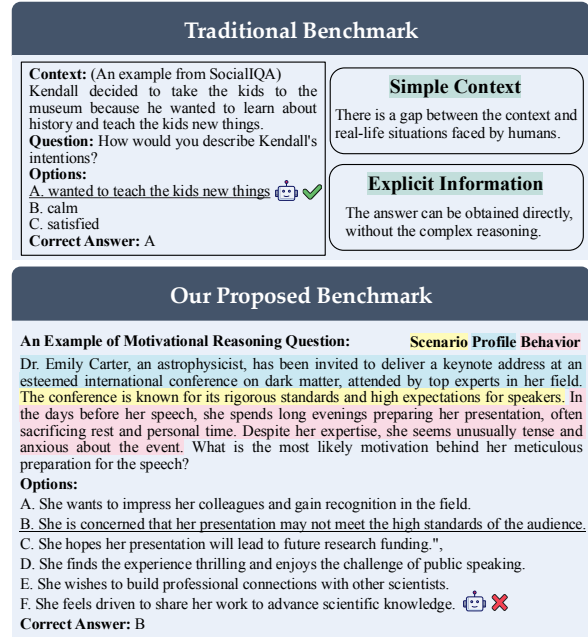 Traditional Benchmark
Context: (An example from SocialIQA)
Kendall decided to take the kids to the
museum because he wanted to learn about
history and teach the kids new things.
Question: How would you describe Kendall's
intentions?
Options:
A. wanted to teach the kids new things
B. calm
C. satisfied
Correct Answer: A
Simple Context
There is a gap between the context and
real-life situations faced by humans.
Explicit Information
The answer can be obtained directly,
without the complex reasoning.
Our Proposed Benchmark
An Example of Motivational Reasoning Question:
Scenario Profile Behavior
Dr. Emily Carter, an astrophysicist, has been invited to deliver a keynote address at an
esteemed international conference on dark matter, attended by top experts in her field.
The conference is known for its rigorous standards and high expectations for speakers. In
the days before her speech, she spends long evenings preparing her presentation, often
sacrificing rest and personal time. Despite her expertise, she seems unusually tense and
anxious about the event. What is the most likely motivation behind her meticulous
preparation for the speech?
Options:
A. She wants to impress her colleagues and gain recognition in the field.
B. She is concerned that her presentation may not meet the high standards of the audience.
C. She hopes her presentation will lead to future research funding.",
D. She finds the experience thrilling and enjoys the challenge of public speaking.
E. She wishes to build professional connections with other scientists.
F. She feels driven to share her work to advance scientific knowledge.
Correct Answer: B